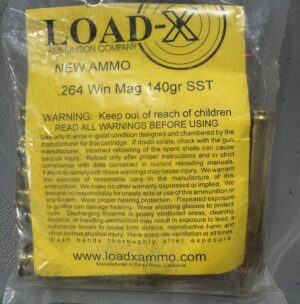 LOAD-X
AMMUNITION COMPANY
NEW AMMO
.264 Win Mag 140gr SST
WARNING: Keep out of reach of children
READ ALL WARNINGS BEFORE USING
Use only in arms in good condition designed and chambered by the
manufacturer for this cartridge. If doubt exists, check with the gun
manufacturer. Incorrect reloading of the spent shells can cause
serious injury. Reload only after proper instructions and in strict
compliance with data contained in current reloading manuals.
Failure to comply with these warnings may cause injury. We warrant
the exercise of reasonable care in the manufacture of this
ammunition. We make no other warranty expressed or implied. We
assume no responsibility for unsafe acts or use of this ammunition or
any firearm. Wear proper hearing protection. Repeated exposure
to gunfire can damage hearing. Wear shooting glasses to protect
eyes. Discharging firearms in poorly ventilated areas, cleaning
firearms, or handling ammunition may result in exposure to lead, a
substance known to cause birth defects, reproductive harm and
other serious physical injury. Have adequate ventilation at all times.
Wash hands thoroughly after exposure
www.loadxammo.com
Manufactured in Santa Rosa, California